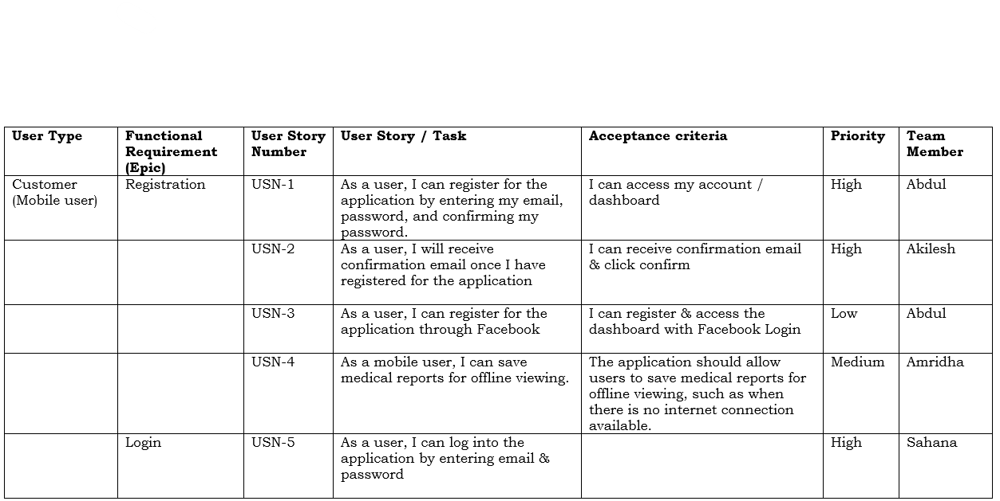 User Type
Functional
Requirement
(Epic)
User Story
Number
User Story / Task
Acceptance criteria
Priority
Team
Member
Customer
(Mobile user)
Registration
USN-1
As a user, I can register for the
application by entering my email,
password, and confirming my
password.
I can access my account /
dashboard
High
Abdul
USN-2
As a user, I will receive
confirmation email once I have
registered for the application
I can receive confirmation email
& click confirm
High
Akilesh
USN-3
As a user, I can register for the
application through Facebook
I can register & access the
dashboard with Facebook Login
Low
Abdul
USN-4
As a mobile user, I can save
medical reports for offline viewing.
The application should allow
users to save medical reports for
offline viewing, such as when
there is no internet connection
available.
Medium
Amridha
Login
USN-5
As a user, I can log into the
application by entering email &
password
High
Sahana